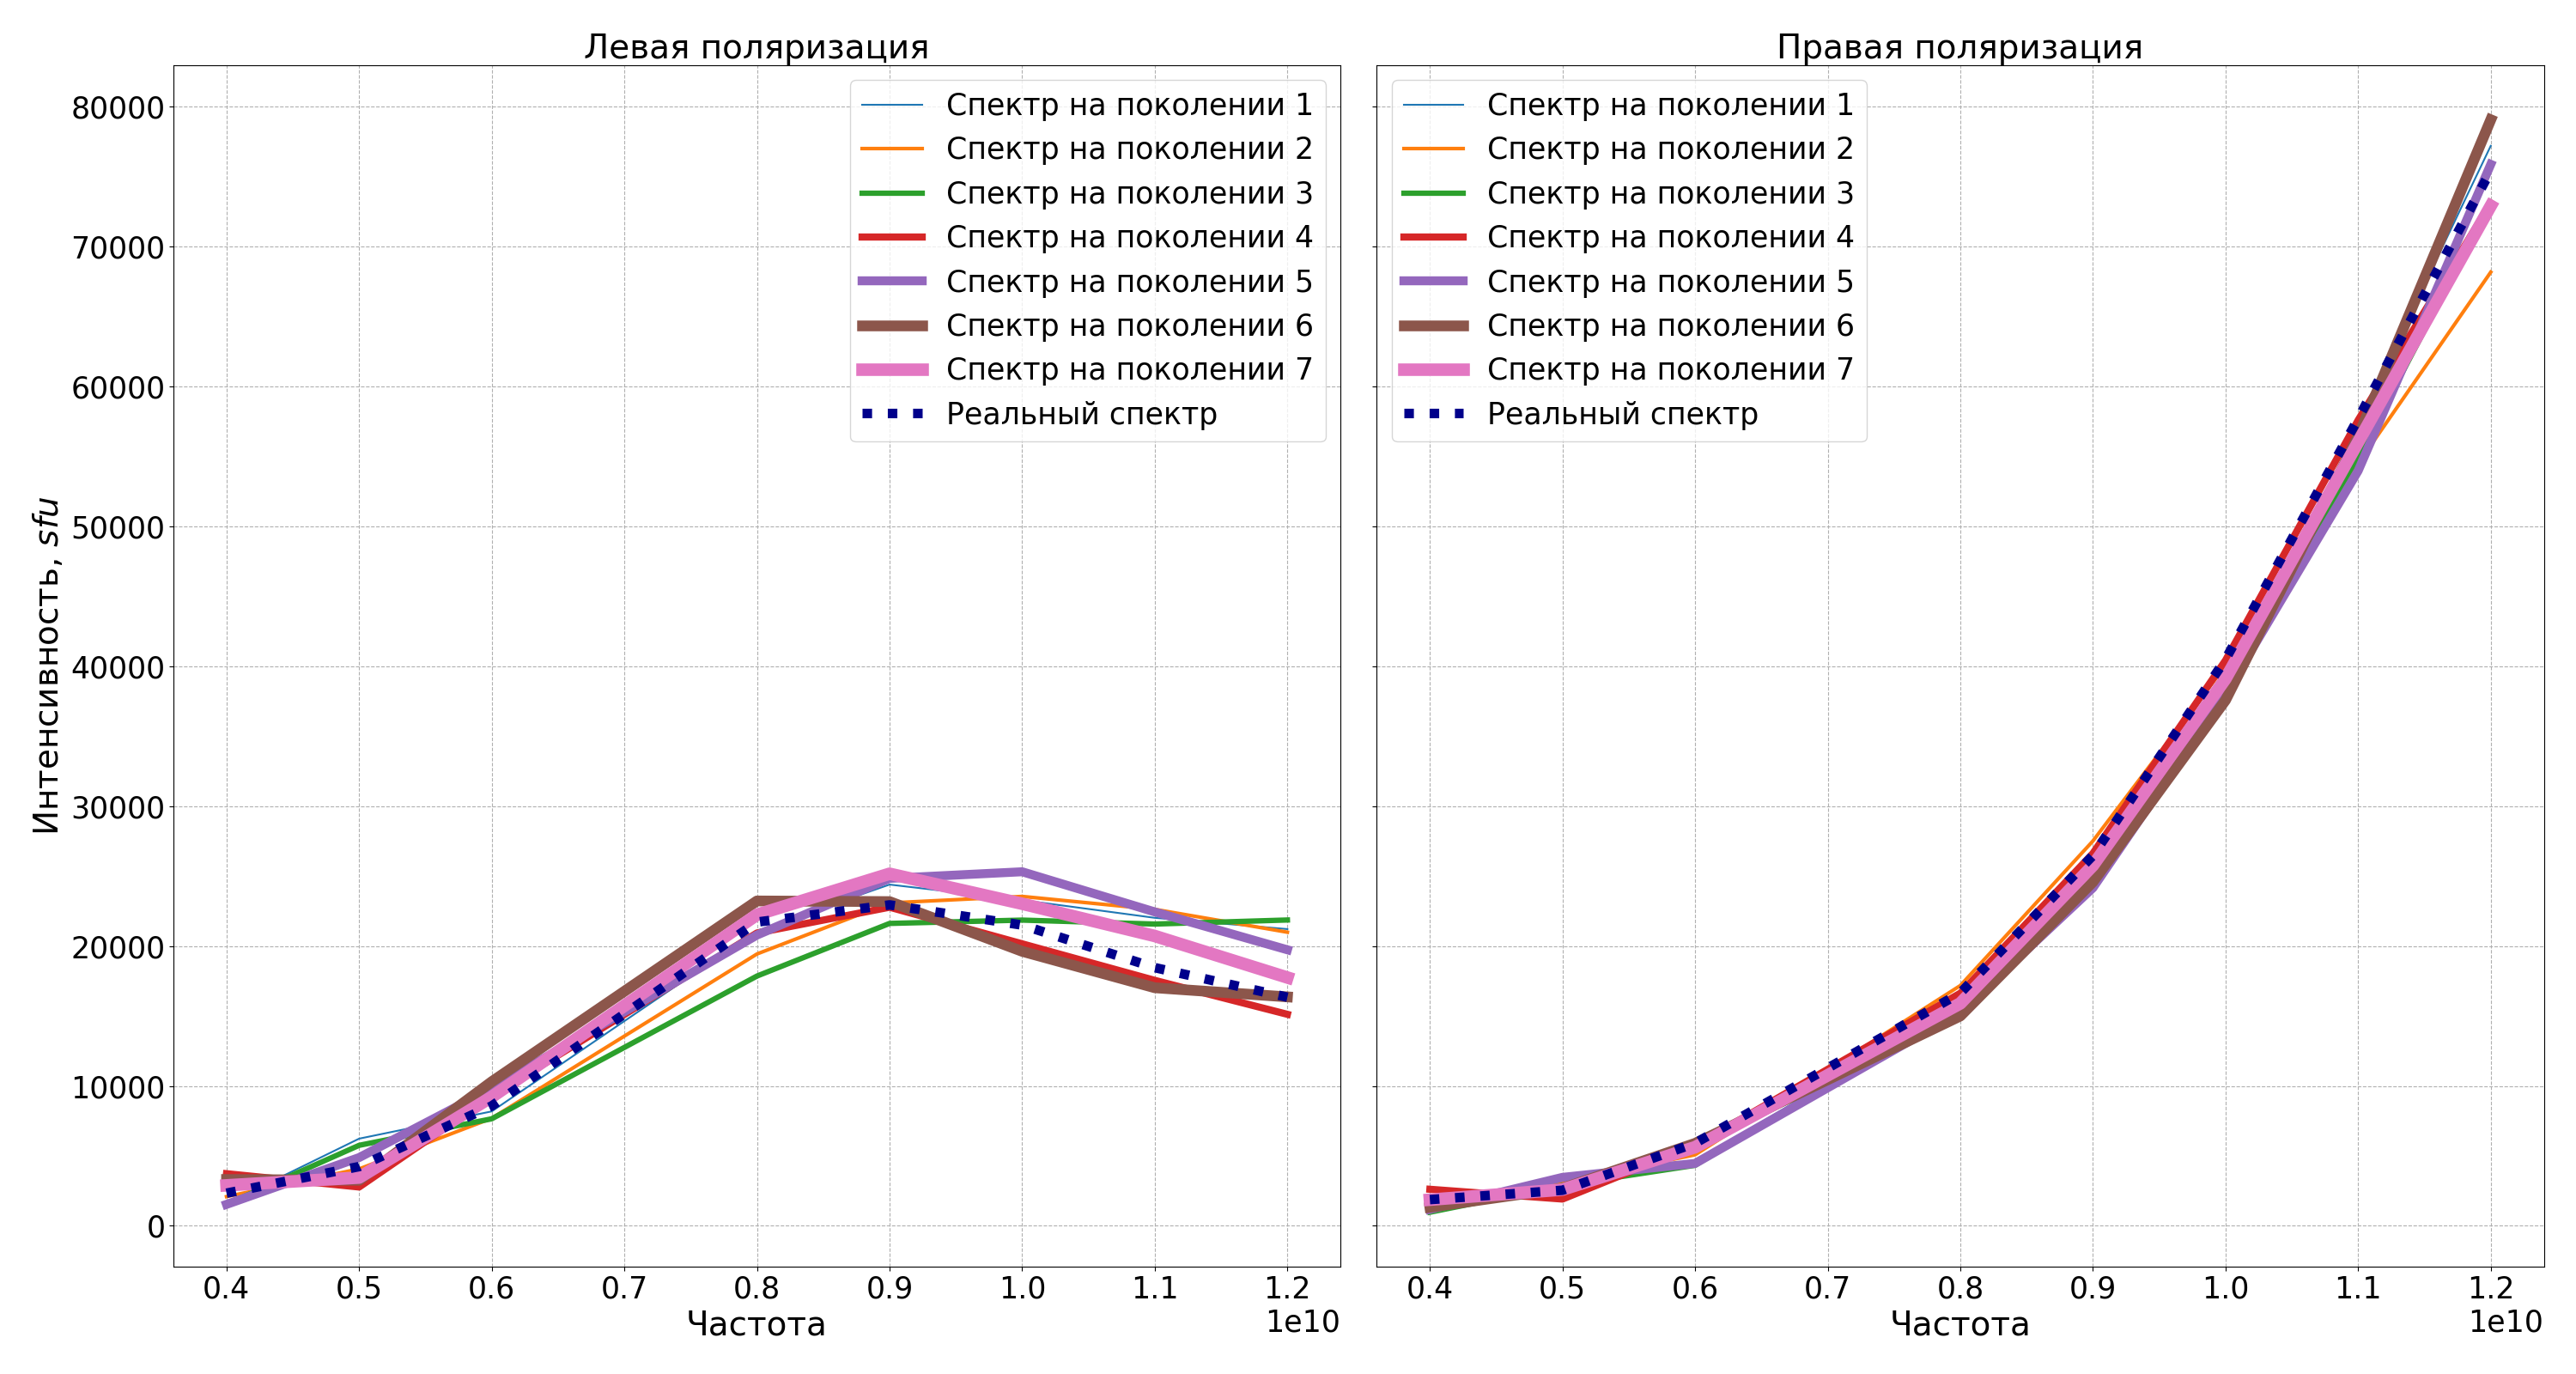 Левая поляризация
Интенсивность, sfu
80000
70000
60000
50000
40000
30000
20000
10000
0
Спектр на поколении 1
Спектр на поколении 2
Спектр на поколении 3
Спектр на поколении 4
Спектр на поколении 5
Спектр на поколении 6
Спектр на поколении 7
Реальный спектр
0.4 0.5 0.6 0.7 0.8 0.9 1.0 1.1 1.2
Частота
1e10
Правая поляризация
Спектр на поколении 1
Спектр на поколении 2
Спектр на поколении 3
Спектр на поколении 4
Спектр на поколении 5
Спектр на поколении 6
Спектр на поколении 7
Реальный спектр
0.4 0.5 0.6 0.7 0.8 0.9 1.0 1.1 1.2
Частота
1e10